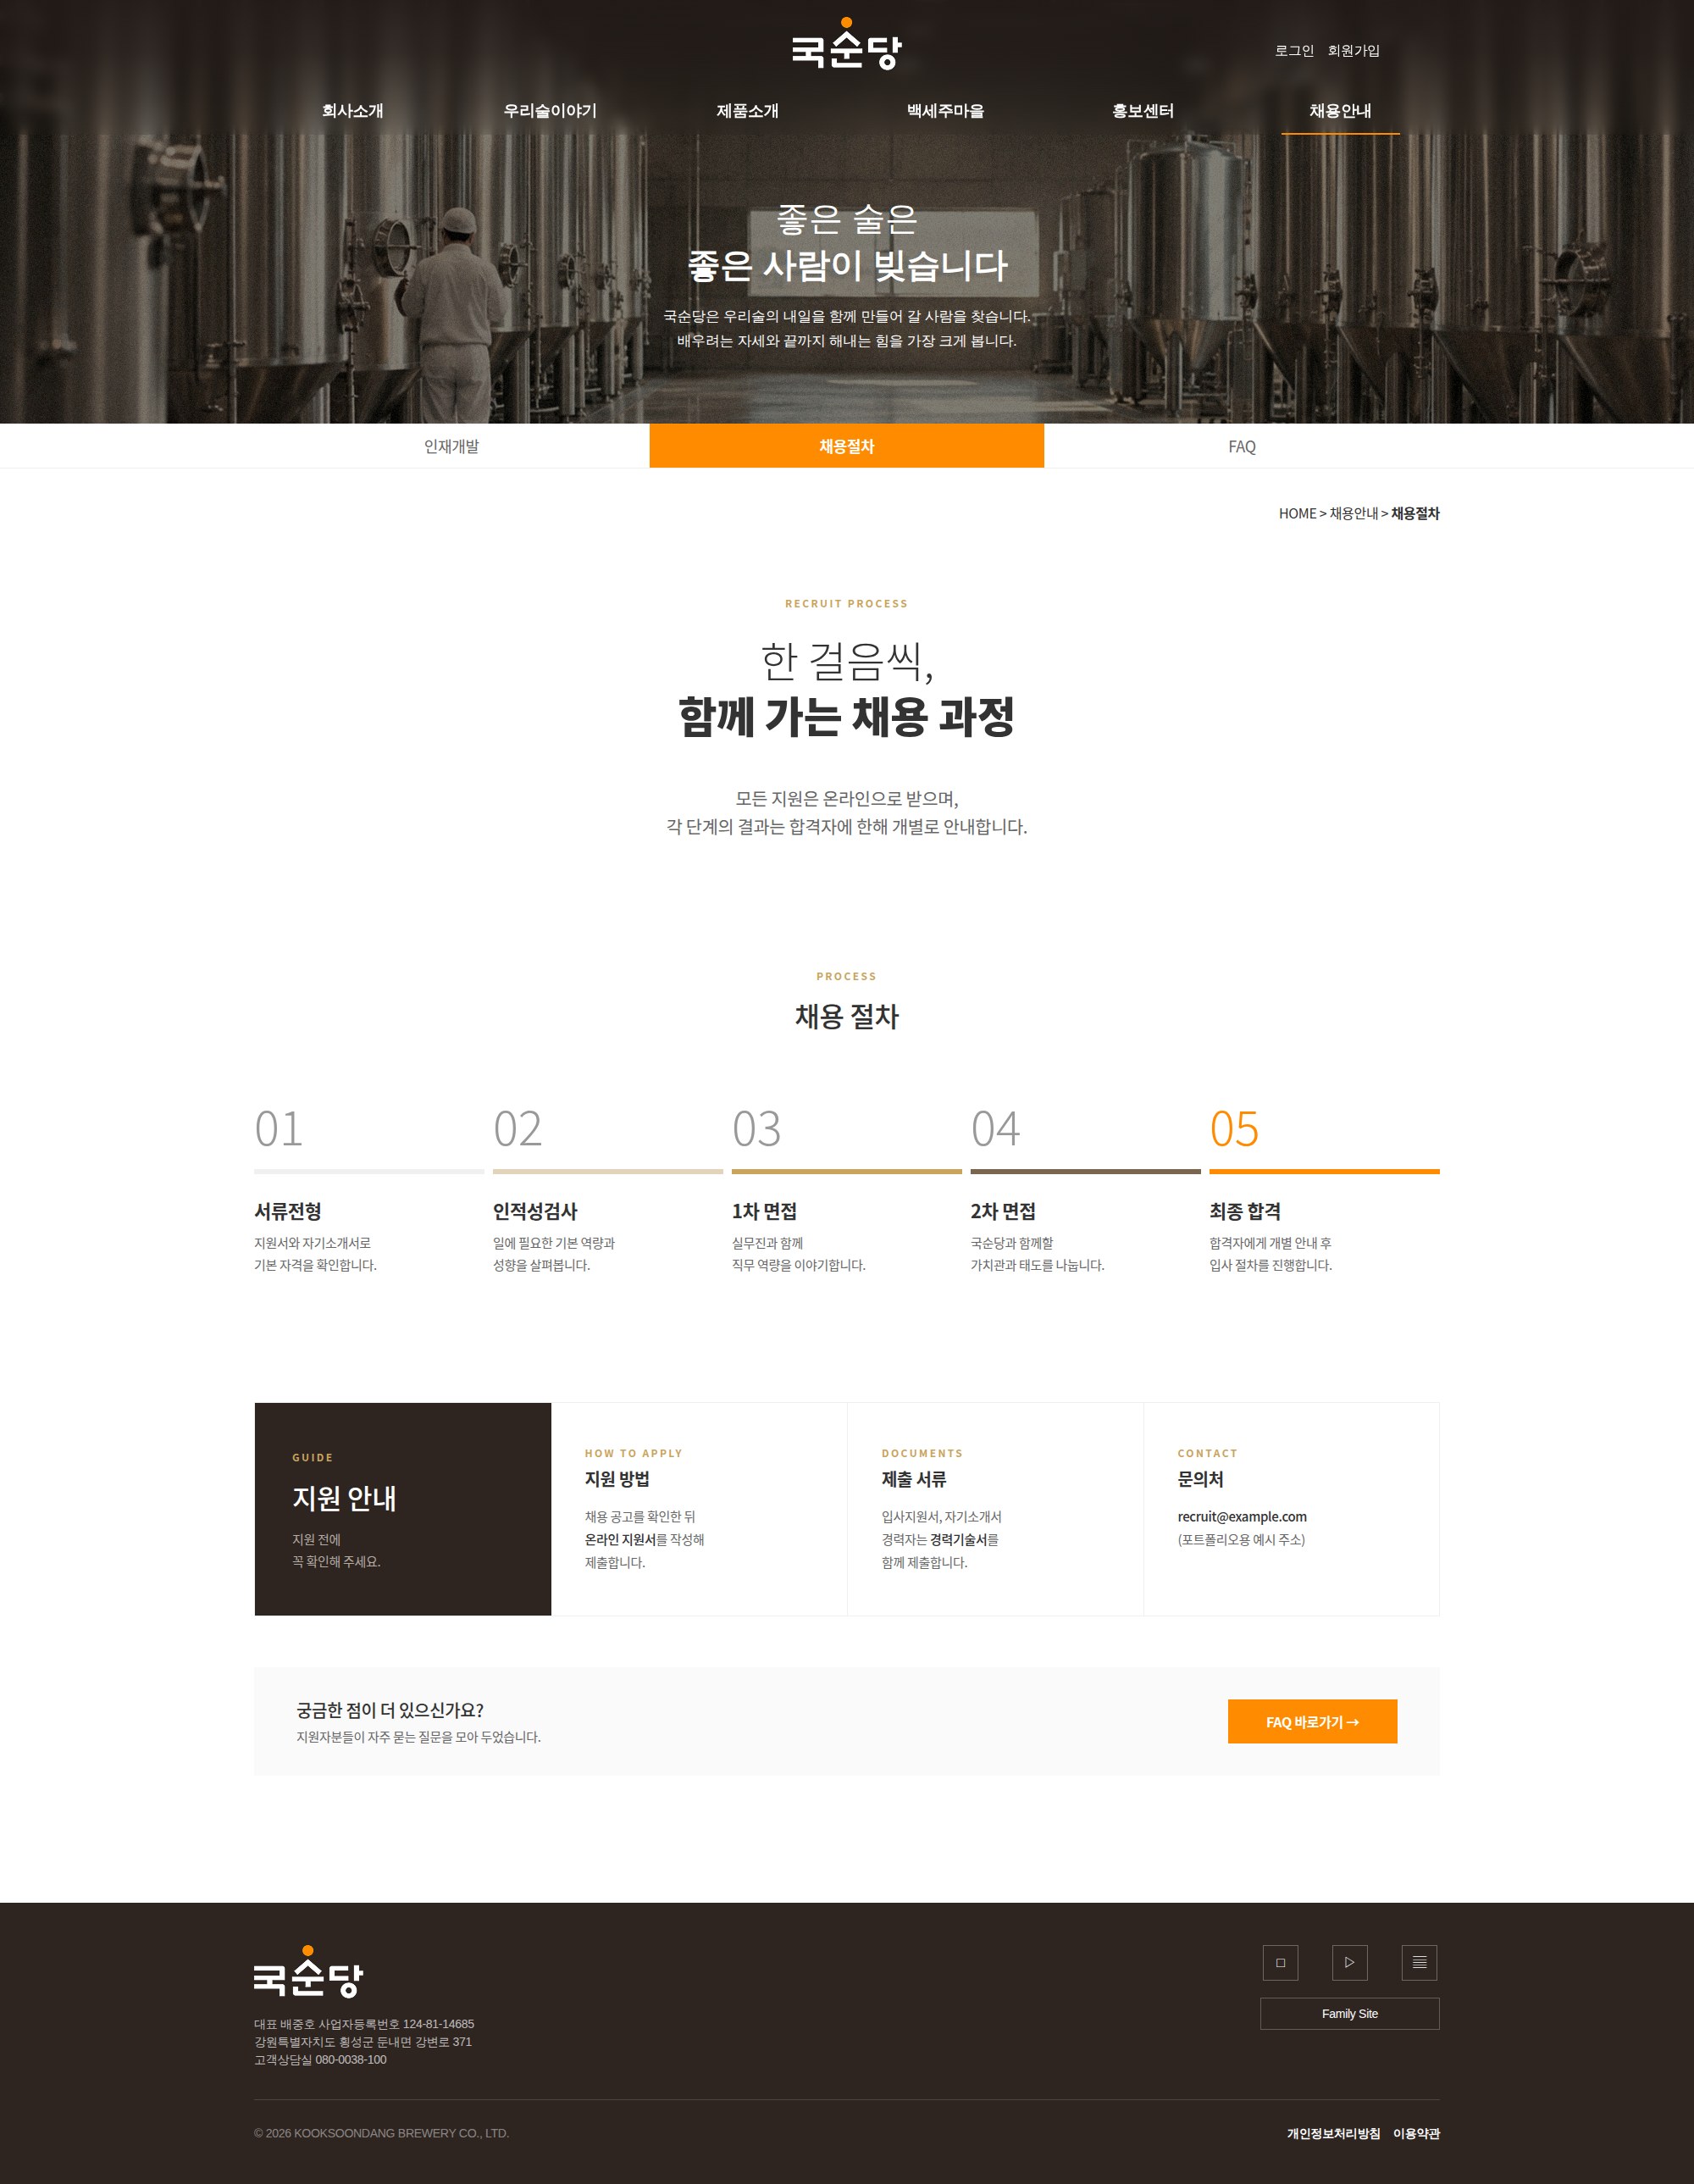 국순당
로그인 회원가입
회사소개 우리술이야기 제품소개 백세주마을 홍보센터 채용안내
좋은 술은
좋은 사람이 빚습니다
국순당은 우리술의 내일을 함께 만들어 갈 사람을 찾습니다.
배우려는 자세와 끝까지 해내는 힘을 가장 크게 봅니다.
인재개발 채용절차 FAQ
HOME > 채용안내 > 채용절차
RECRUIT PROCESS
한 걸음씩,
함께 가는 채용 과정
모든 지원은 온라인으로 받으며,
각 단계의 결과는 합격자에 한해 개별로 안내합니다.
PROCESS
채용 절차
01
서류전형
지원서와 자기소개서로
기본 자격을 확인합니다.
02
인적성검사
일에 필요한 기본 역량과
성향을 살펴봅니다.
03
1차 면접
실무진과 함께
직무 역량을 이야기합니다.
04
2차 면접
국순당과 함께할
가치관과 태도를 나눕니다.
05
최종 합격
합격자에게 개별 안내 후
입사 절차를 진행합니다.
GUIDE
지원 안내
지원 전에
꼭 확인해 주세요.
HOW TO APPLY
지원 방법
채용 공고를 확인한 뒤
온라인 지원서를 작성해
제출합니다.
DOCUMENTS
제출 서류
입사지원서, 자기소개서
경력자는 경력기술서를
함께 제출합니다.
CONTACT
문의처
recruit@example.com
(포트폴리오용 예시 주소)
궁금한 점이 더 있으신가요?
지원자분들이 자주 묻는 질문을 모아 두었습니다.
FAQ 바로가기 →
국순당
대표 배중호 사업자등록번호 124-81-14685
강원특별자치도 횡성군 둔내면 강변로 371
고객상담실 080-0038-100
Family Site
© 2026 KOOKSOONDANG BREWERY CO., LTD.
개인정보처리방침 이용약관